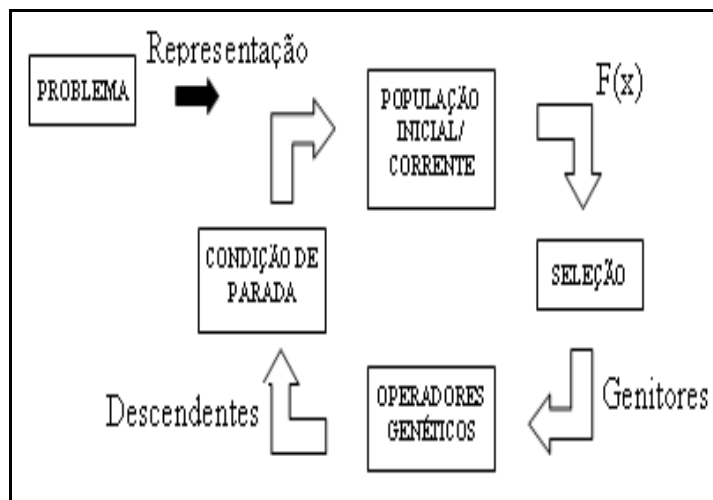 Representação
PROBLEMA
POPULAÇÃO
INICIAL/
CORRENTE
F(x)
SELEÇÃO
Genitores
OPERADORES
GENÉTICOS
Descendentes
CONDIÇÃO DE
PARADA